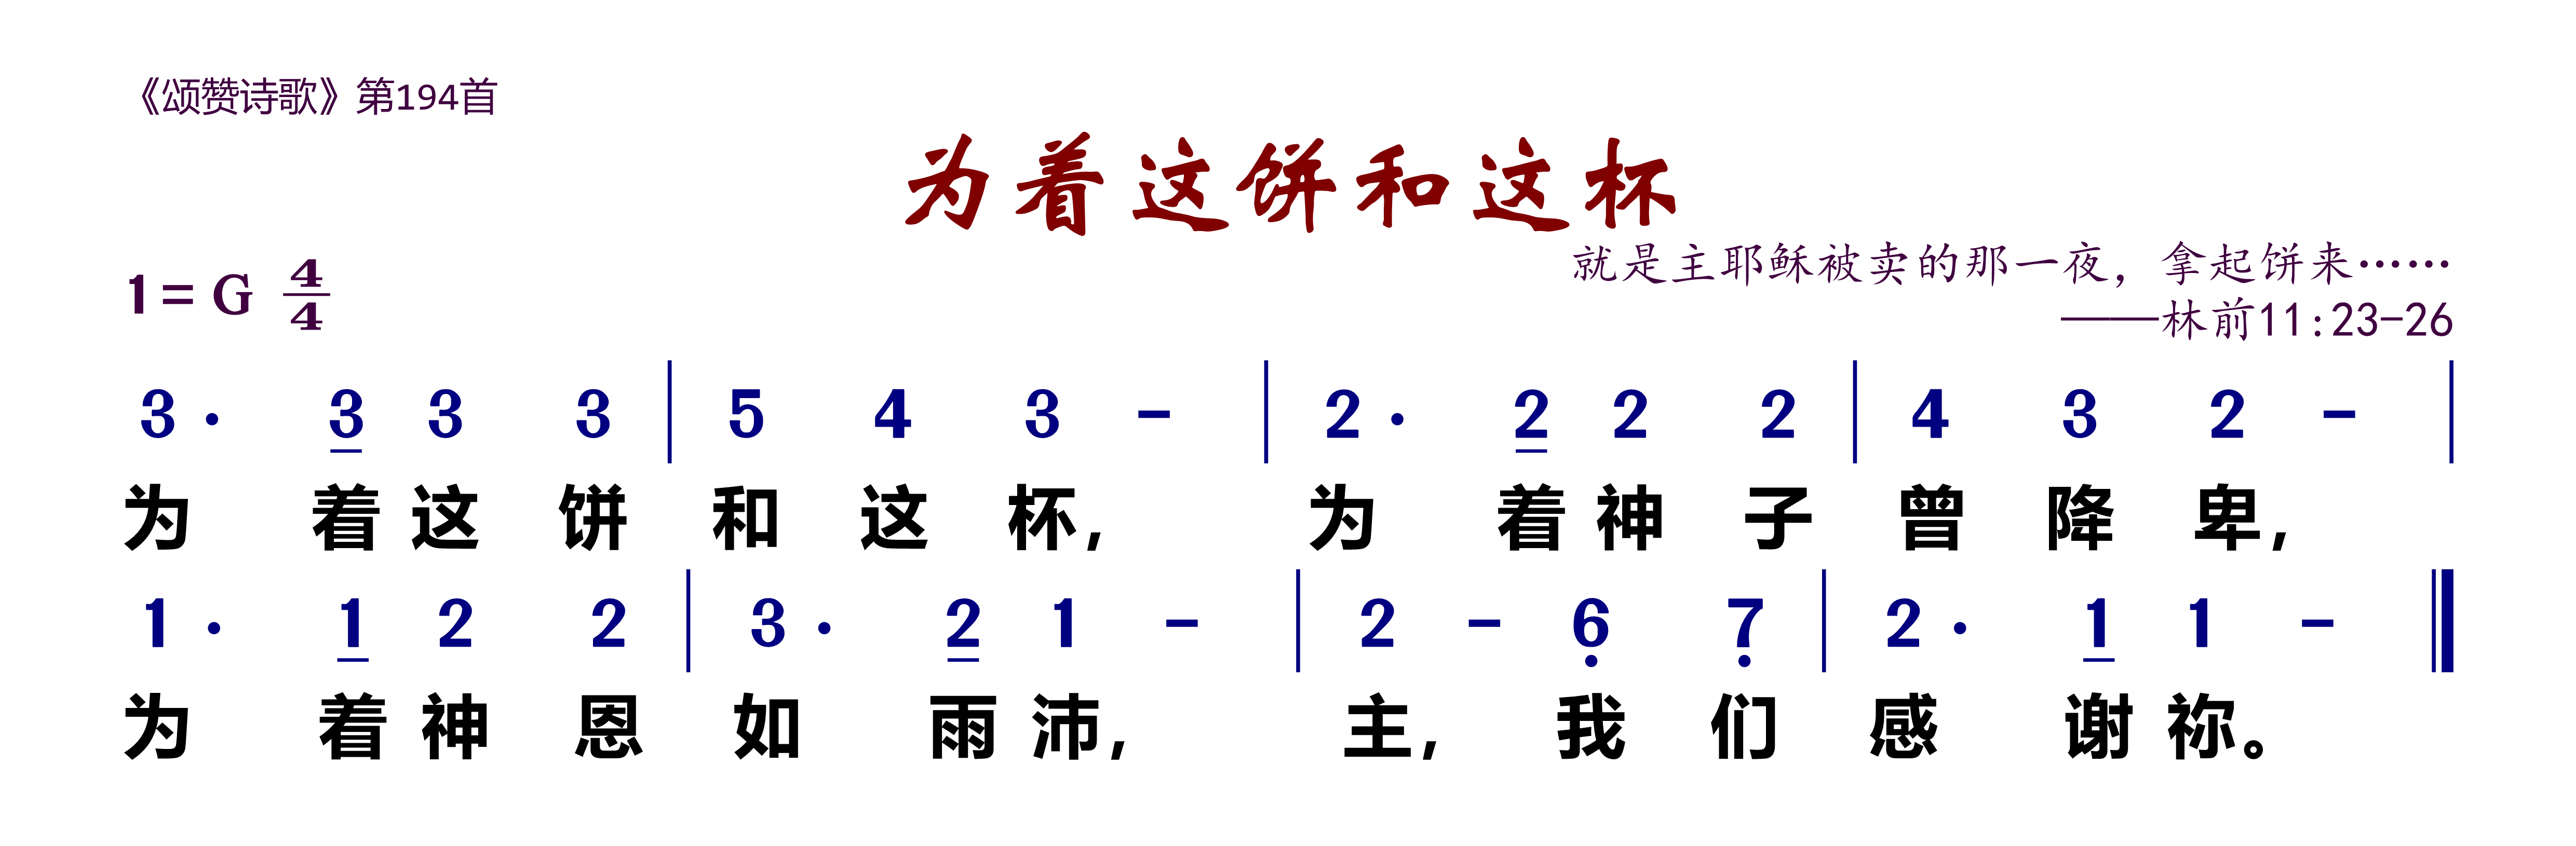 《颂赞诗歌》第194首
为着这饼和这杯
就是主耶稣被卖的那一夜，拿起饼来……
1=G 4/4
——林前11:23-26
3· 3 3 3 | 5 4 3 - | 2· 2 2 2 | 4 3 2 - |
为着这饼和这杯，为着神子曾降卑，
1· 1 2 2 | 3· 2 1 - | 2 - 6̣ 7̣ | 2· 1 1 - ‖
为着神恩如雨沛，主，我们感谢祢。